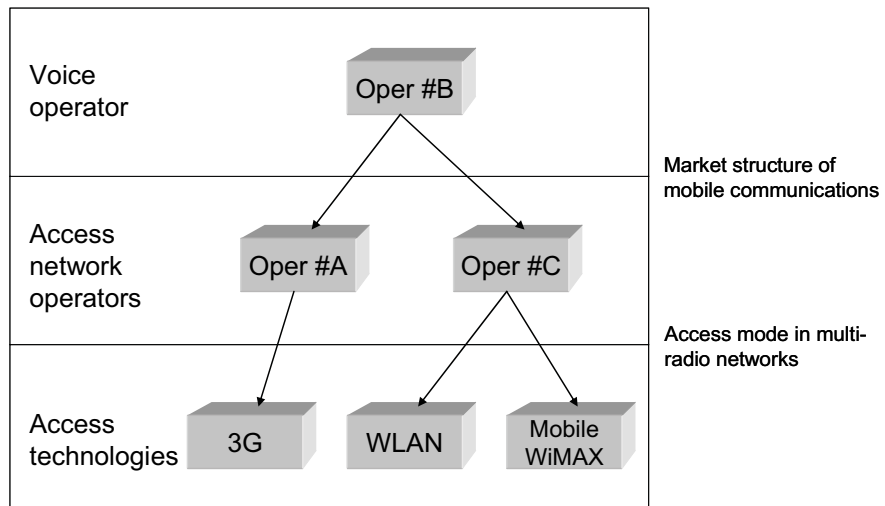 Voice
operator
Oper #B
Market structure of
mobile communications
Access
network
operators
Oper #A
Oper #C
Access mode in multi-
radio networks
Access
technologies
3G
WLAN
Mobile
WiMAX